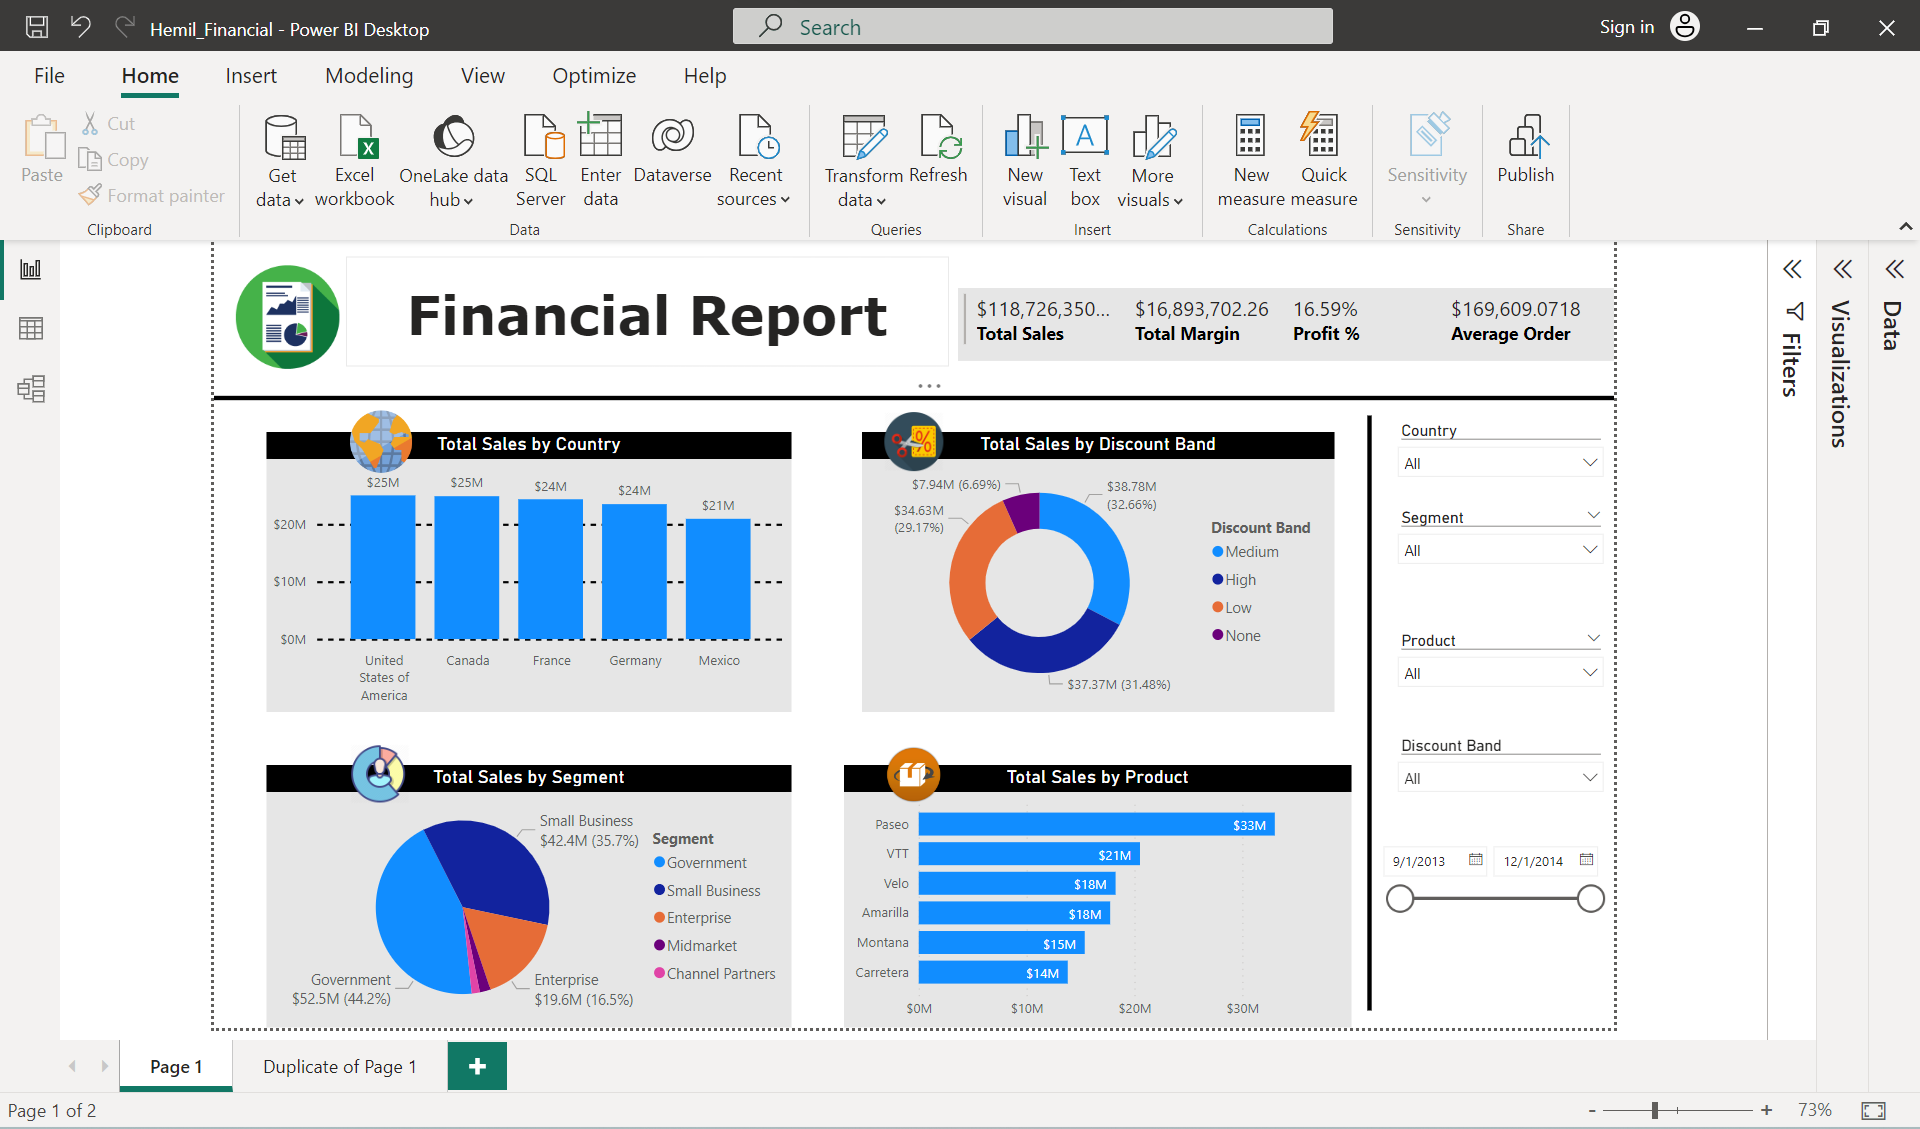 Hemil_Financial - Power BI Desktop
Search
Sign in
File Home Insert Modeling View Optimize Help
Paste
Cut
Copy
Format painter
Clipboard
Get data
Excel workbook
OneLake data hub
SQL Server
Enter data
Dataverse
Recent sources
Data
Transform data
Refresh
Queries
New visual
Text box
More visuals
Insert
New measure
Quick measure
Calculations
Sensitivity
Sensitivity
Publish
Share
Financial Report
$118,726,350... $16,893,702.26 16.59% $169,609.0718
Total Sales Total Margin Profit % Average Order
Total Sales by Country
$25M $25M $24M $24M $21M
$20M
$10M
$0M
United States of America
Canada
France
Germany
Mexico
Total Sales by Discount Band
$7.94M (6.69%)
$38.78M
(32.66%)
$34.63M
(29.17%)
$37.37M (31.48%)
Discount Band
Medium
High
Low
None
Total Sales by Segment
Small Business
$42.4M (35.7%)
Government
$52.5M (44.2%)
Enterprise
$19.6M (16.5%)
Segment
Government
Small Business
Enterprise
Midmarket
Channel Partners
Total Sales by Product
Paseo $33M
VTT $21M
Velo $18M
Amarilla $18M
Montana $15M
Carretera $14M
$0M $10M $20M $30M
Country
All
Segment
All
Product
All
Discount Band
All
9/1/2013 12/1/2014
Filters
Visualizations
Data
Page 1 Duplicate of Page 1 +
Page 1 of 2
- + 73%